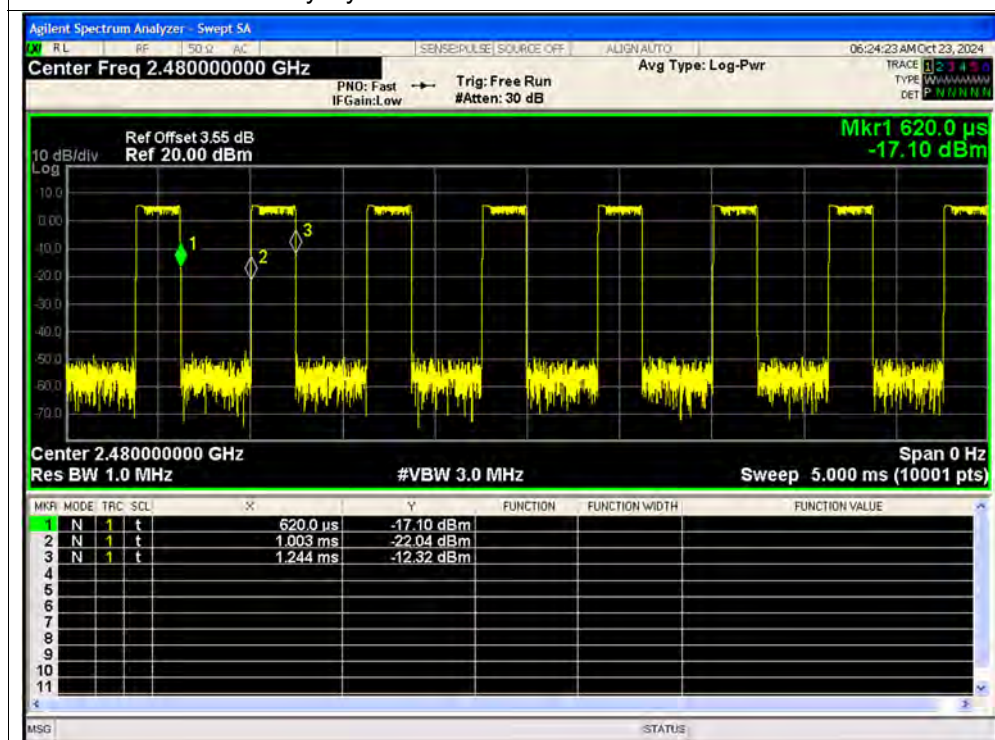 Agilent Spectrum Analyzer - Swept SA
RL RF 50 Ω AC SENSE:PULSE SOURCE OFF ALIGN AUTO 06:24:23 AM Oct 23, 2024
Center Freq 2.480000000 GHz
PNO: Fast
IFGain:Low
Trig: Free Run
#Atten: 30 dB
Avg Type: Log-Pwr
TRACE 1 2 3 4 5 6
TYPE W
DET P N N N N N
Mkr1 620.0 µs
-17.10 dBm
Ref Offset 3.55 dB
10 dB/div Ref 20.00 dBm
Log
10.0
0.00
-10.0
-20.0
-30.0
-40.0
-50.0
-60.0
-70.0
1
2
3
Center 2.480000000 GHz Span 0 Hz
Res BW 1.0 MHz #VBW 3.0 MHz Sweep 5.000 ms (10001 pts)
MKR MODE TRC SCL X Y FUNCTION FUNCTION WIDTH FUNCTION VALUE
1 N 1 t 620.0 µs -17.10 dBm
2 N 1 t 1.003 ms -22.04 dBm
3 N 1 t 1.244 ms -12.32 dBm
4
5
6
7
8
9
10
11
MSG STATUS